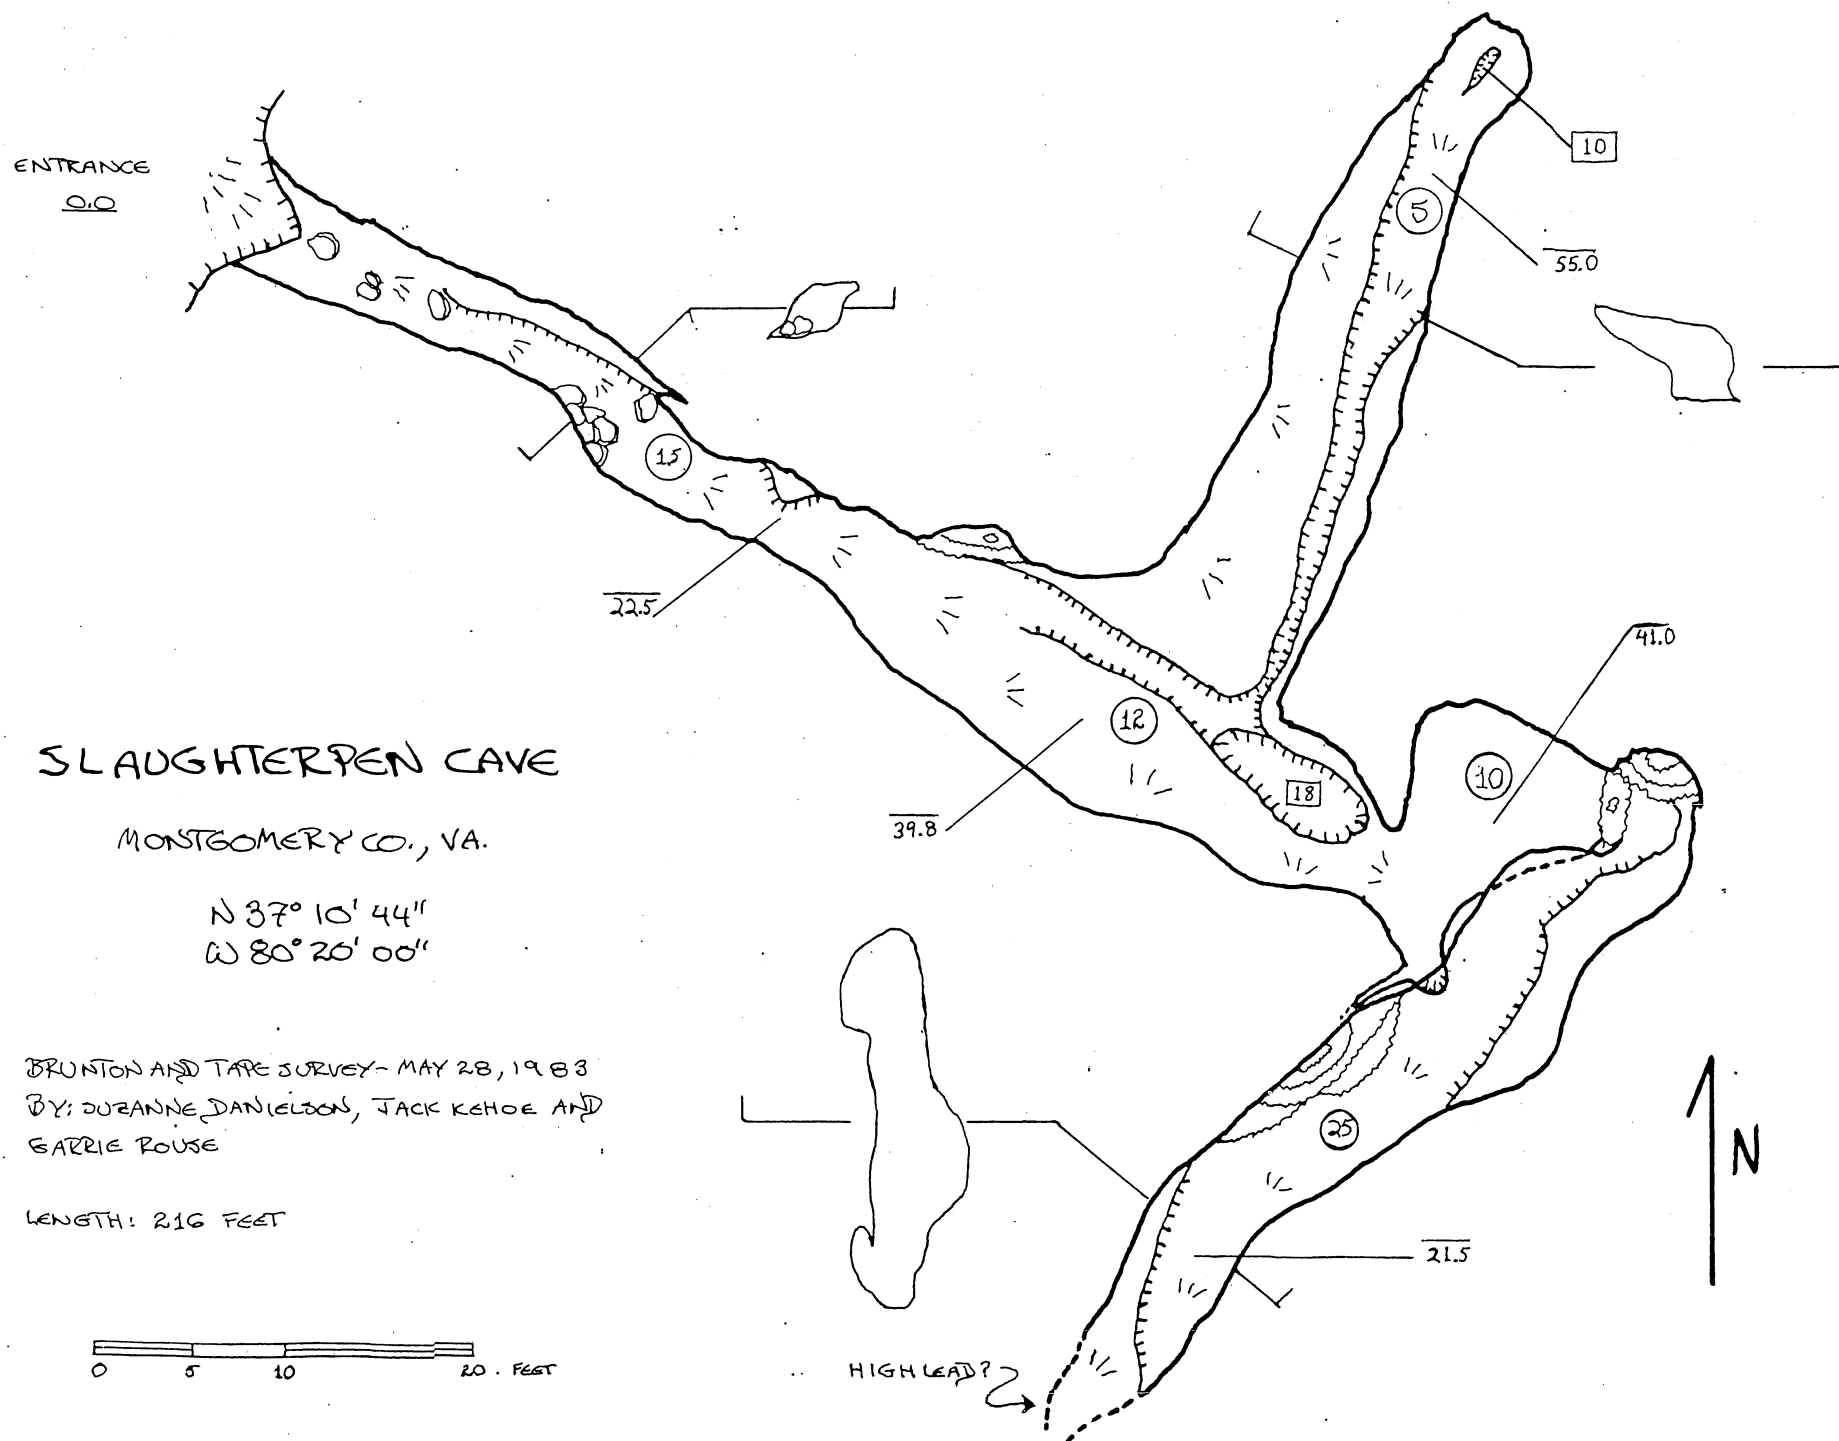 ENTRANCE
0.0
10
5
55.0
15
22.5
41.0
12
10
18
39.8
SLAUGHTERPEN CAVE
MONTGOMERY CO., VA.
N 37° 10' 44"
W 80° 20' 00"
BRUNTON AND TAPE SURVEY- MAY 28, 1983
BY: SUZANNE DANIELSON, JACK KEHOE AND
GARRIE ROUSE
25
N
LENGTH: 216 FEET
21.5
0 5 10 20 . FEET
HIGH LEAD?